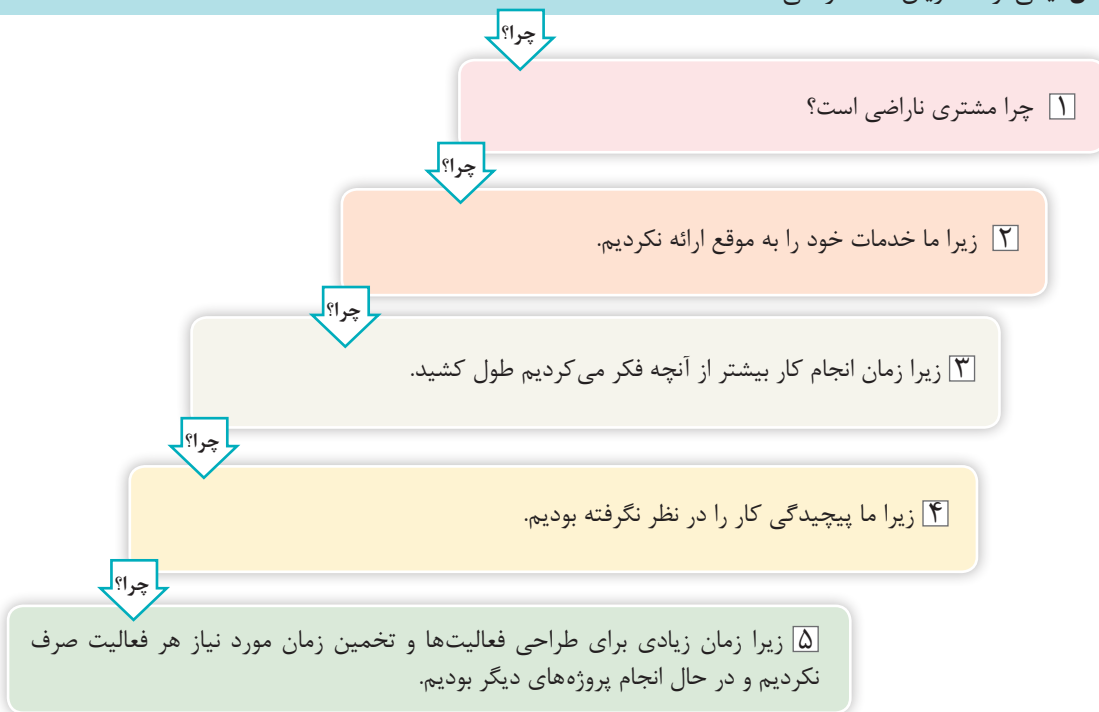 چرا؟
۱ چرا مشتری ناراضی است؟
چرا؟
۲ زیرا ما خدمات خود را به موقع ارائه نکردیم.
چرا؟
۳ زیرا زمان انجام کار بیشتر از آنچه فکر می‌کردیم طول کشید.
چرا؟
۴ زیرا ما پیچیدگی کار را در نظر نگرفته بودیم.
چرا؟
۵ زیرا زمان زیادی برای طراحی فعالیت‌ها و تخمین زمان مورد نیاز هر فعالیت صرف
نکردیم و در حال انجام پروژه‌های دیگر بودیم.